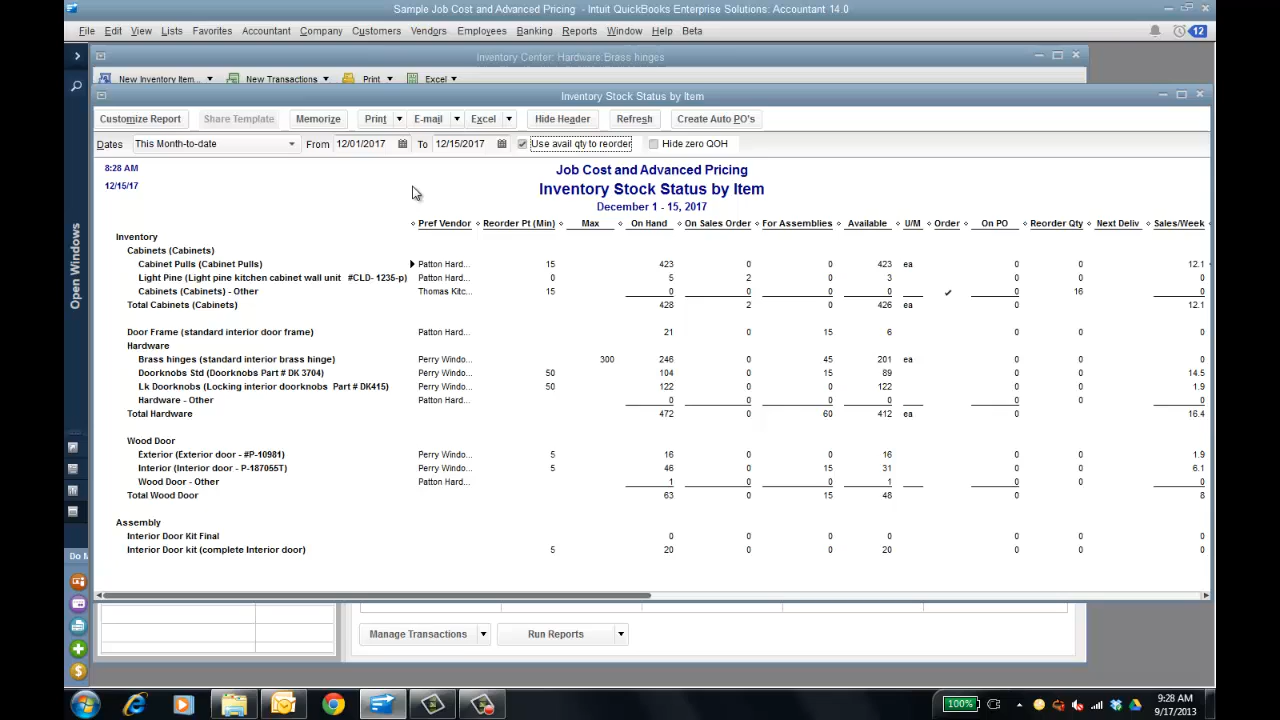 Sample Job Cost and Advanced Pricing - Intuit QuickBooks Enterprise Solutions: Accountant 14.0
File Edit View Lists Favorites Accountant Company Customers Vendors Employees Banking Reports Window Help Beta 12
Inventory Center: Hardware:Brass hinges
New Inventory Item... New Transactions Print Excel
Inventory Stock Status by Item
Customize Report Share Template Memorize Print E-mail Excel Hide Header Refresh Create Auto PO's
Dates This Month-to-date From 12/01/2017 To 12/15/2017 Use avail qty to reorder Hide zero QOH
8:28 AM Job Cost and Advanced Pricing
12/15/17 Inventory Stock Status by Item
December 1 - 15, 2017
Pref Vendor Reorder Pt (Min) Max On Hand On Sales Order For Assemblies Available U/M Order On PO Reorder Qty Next Deliv Sales/Week
Inventory
Cabinets (Cabinets)
Cabinet Pulls (Cabinet Pulls) Patton Hard... 15 423 0 0 423 ea 0 0 12.1
Light Pine (Light pine kitchen cabinet wall unit #CLD- 1235-p) Patton Hard... 0 5 2 0 3 0 0 0
Cabinets (Cabinets) - Other Thomas Kitc... 15 0 0 0 0 ✓ 0 16 0
Total Cabinets (Cabinets) 428 2 0 426 ea 0 12.1
Door Frame (standard interior door frame) Patton Hard... 21 0 15 6 0 0 0
Hardware
Brass hinges (standard interior brass hinge) Perry Windo... 300 246 0 45 201 ea 0 0 0
Doorknobs Std (Doorknobs Part # DK 3704) Perry Windo... 50 104 0 15 89 0 0 14.5
Lk Doorknobs (Locking interior doorknobs Part # DK415) Perry Windo... 50 122 0 0 122 0 0 1.9
Hardware - Other Patton Hard... 0 0 0 0 0 0 0
Total Hardware 472 0 60 412 ea 0 16.4
Wood Door
Exterior (Exterior door - #P-10981) Perry Windo... 5 16 0 0 16 0 0 1.9
Interior (Interior door - P-187055T) Perry Windo... 5 46 0 15 31 0 0 6.1
Wood Door - Other Patton Hard... 1 0 0 1 0 0 0
Total Wood Door 63 0 15 48 0 8
Assembly
Interior Door Kit Final 0 0 0 0 0 0 0
Interior Door kit (complete Interior door) 5 20 0 0 20 0 0 0
Open Windows
Do M
Manage Transactions Run Reports
100% 9:28 AM
9/17/2013